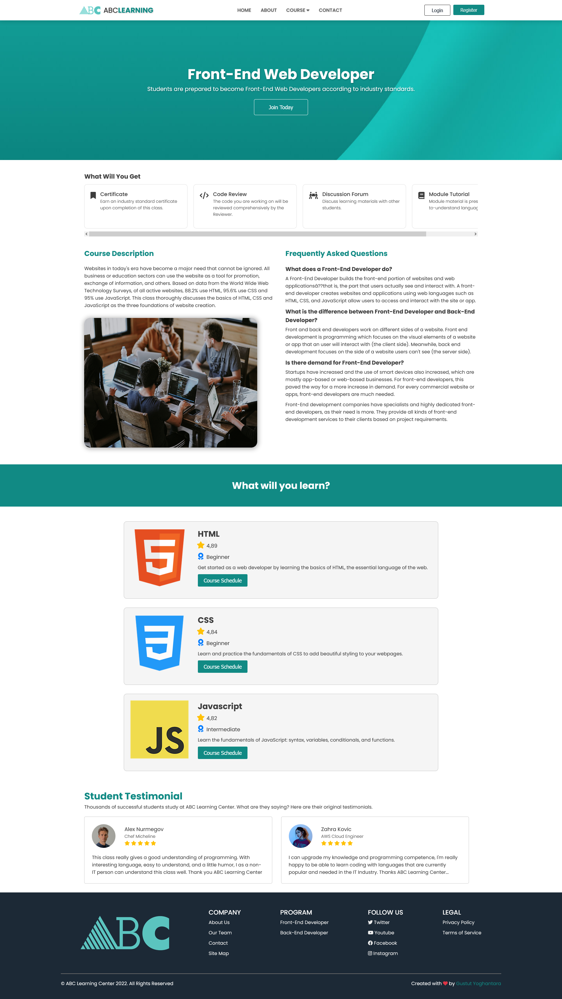 ABC ABCLEARNING
HOME ABOUT COURSE CONTACT
Login Register
Front-End Web Developer
Students are prepared to become Front-End Web Developers according to industry standards.
Join Today
What Will You Get
Certificate
Earn an industry standard certificate
upon completion of this class.
Code Review
The code you are working on will be
reviewed comprehensively by the
Reviewer.
Discussion Forum
Discuss learning materials with other
students.
Module Tutorial
Module material is pres
to-understand languag
Course Description
Websites in today's era have become a major need that cannot be ignored. All
business or education sectors can use the website as a tool for promotion,
exchange of information, and others. Based on data from the World Wide Web
Technology Surveys, of all active websites, 88.2% use HTML, 95.6% use CSS and
95% use JavaScript. This class thoroughly discusses the basics of HTML, CSS and
JavaScript as the three foundations of website creation.
Frequently Asked Questions
What does a Front-End Developer do?
A Front-End Developer builds the front-end portion of websites and web
applicationsâ??that is, the part that users actually see and interact with. A front-
end developer creates websites and applications using web languages such as
HTML, CSS, and JavaScript allow users to access and interact with the site or app.
What is the difference between Front-End Developer and Back-End
Developer?
Front and back end developers work on different sides of a website. Front end
development is programming which focuses on the visual elements of a website
or app that an user will interact with (the client side). Meanwhile, back end
development focuses on the side of a website users can't see (the server side).
Is there demand for Front-End Developer?
Startups have increased and the use of smart devices also increased, which are
mostly app-based or web-based businesses. For front-end developers, this
paved the way for a more increase in demand. For every commercial website or
apps, front-end developers are much needed.
Front-End development companies have specialists and highly dedicated front-
end developers, as their need is more. They provide all kinds of front-end
development services to their clients based on project requirements.
What will you learn?
HTML
4,89
Beginner
Get started as a web developer by learning the basics of HTML, the essential language of the web.
Course Schedule
CSS
4,84
Beginner
Learn and practice the fundamentals of CSS to add beautiful styling to your webpages.
Course Schedule
JS
Javascript
4,82
Intermediate
Learn the fundamentals of JavaScript: syntax, variables, conditionals, and functions.
Course Schedule
Student Testimonial
Thousands of successful students study at ABC Learning Center. What are they saying? Here are their original testimonials.
Alex Nurmegov
Chef Micheline
This class really gives a good understanding of programming. With
interesting language, easy to understand, and a little humor, I as a non-
IT person can understand this class well. Thank you ABC Learning Center
Zahra Kovic
AWS Cloud Engineer
I can upgrade my knowledge and programming competence, I'm really
happy to be able to learn coding with languages that are currently
popular and needed in the IT Industry. Thanks ABC Learning Center...
ABC
COMPANY
About Us
Our Team
Contact
Site Map
PROGRAM
Front-End Developer
Back-End Developer
FOLLOW US
Twitter
Youtube
Facebook
Instagram
LEGAL
Privacy Policy
Terms of Service
© ABC Learning Center 2022. All Rights Reserved
Created with ❤ by Gustut Yoghantara